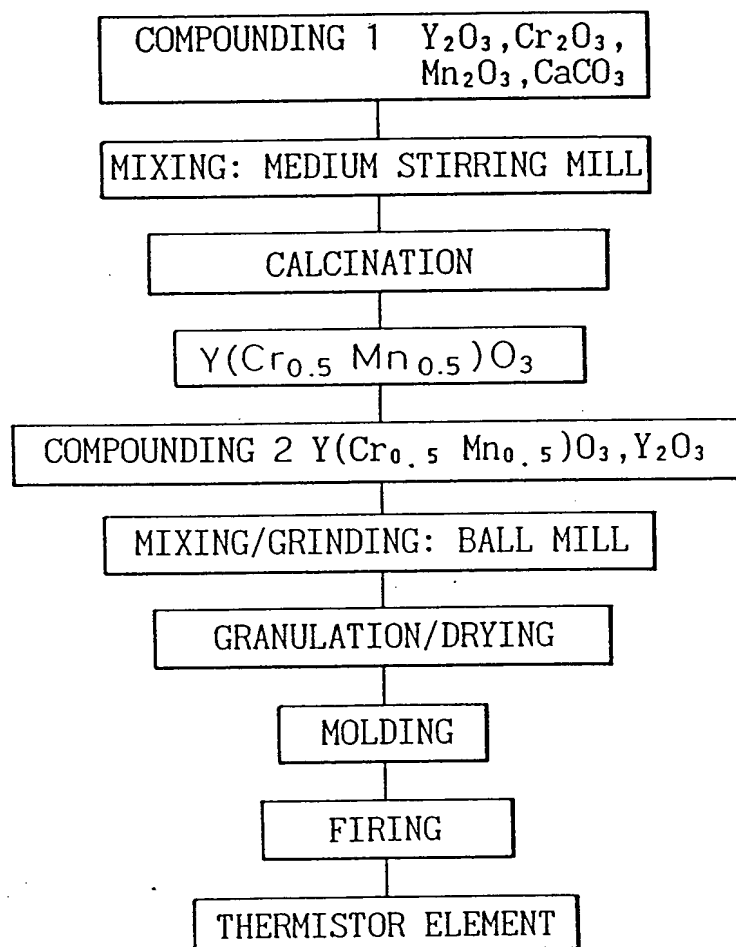 COMPOUNDING 1 Y₂O₃,Cr₂O₃,
Mn₂O₃,CaCO₃
MIXING: MEDIUM STIRRING MILL
CALCINATION
Y(Cr₀.₅ Mn₀.₅)O₃
COMPOUNDING 2 Y(Cr₀.₅ Mn₀.₅)O₃,Y₂O₃
MIXING/GRINDING: BALL MILL
GRANULATION/DRYING
MOLDING
FIRING
THERMISTOR ELEMENT